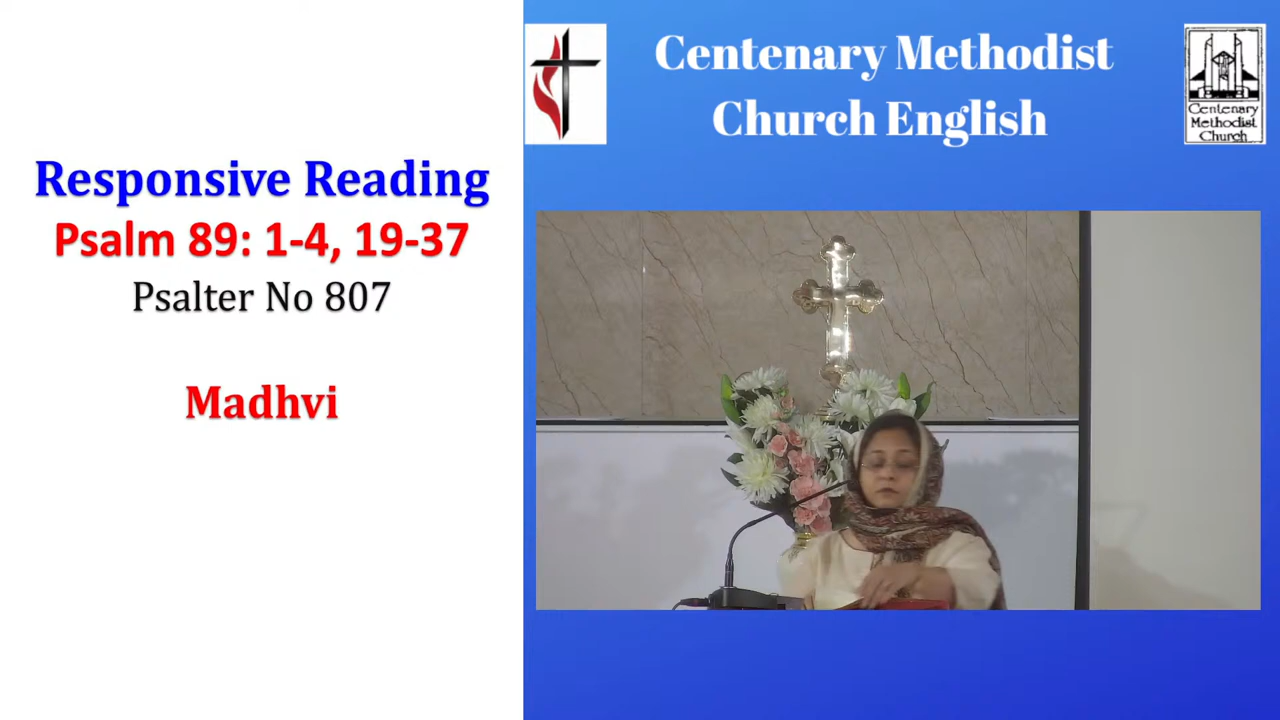 Responsive Reading
Psalm 89: 1-4, 19-37
Psalter No 807
Madhvi
Centenary Methodist
Church English
Centenary
Methodist
Church